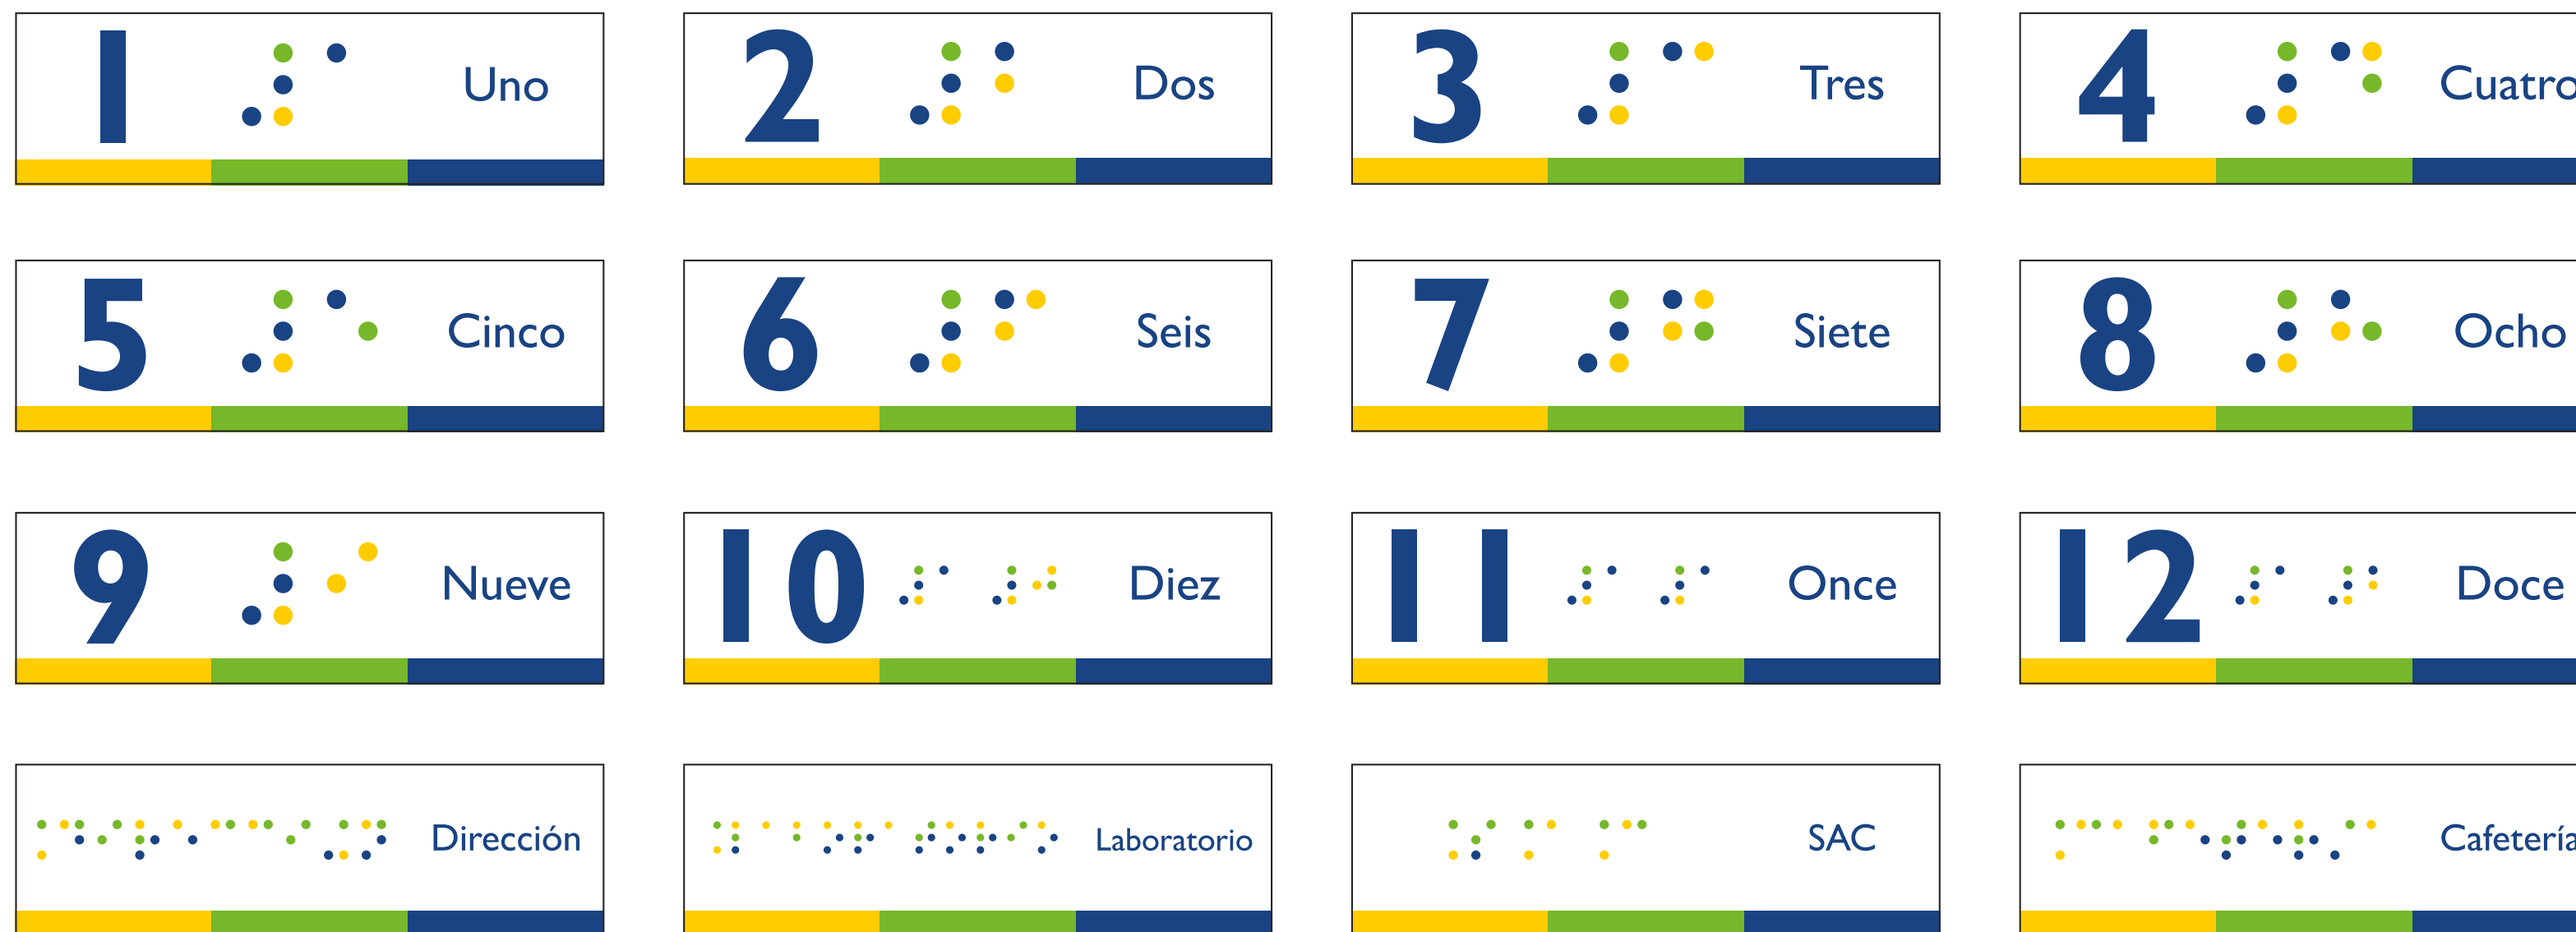 1 Uno
2 Dos
3 Tres
4 Cuatro
5 Cinco
6 Seis
7 Siete
8 Ocho
9 Nueve
10 Diez
11 Once
12 Doce
Dirección
Laboratorio
SAC
Cafetería